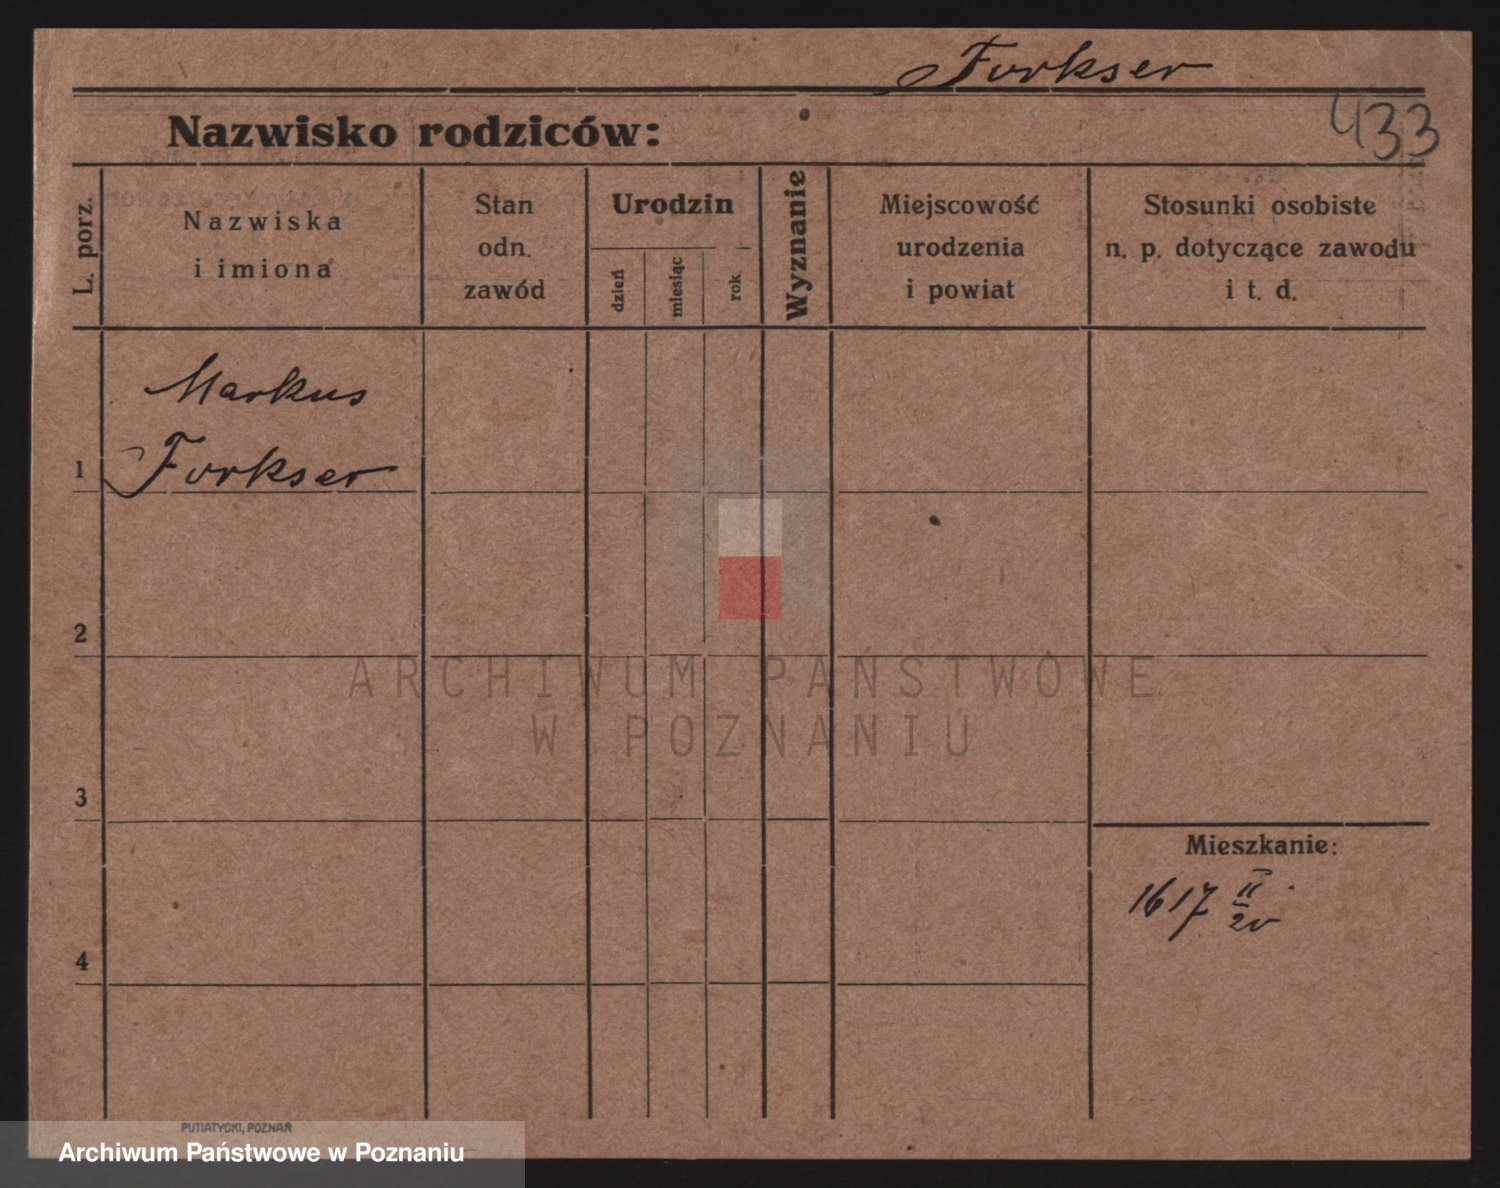 Forkser
433
Nazwisko rodziców:
L. porz.
Nazwiska
i imiona
Stan
odn.
zawód
Urodzin
dzień
miesiąc
rok
Wyznanie
Miejscowość
urodzenia
i powiat
Stosunki osobiste
n. p. dotyczące zawodu
i t. d.
Markus
1
Forkser
2
ARCHIWUM PAŃSTWOWE
W POZNANIU
3
Mieszkanie:
1617 II
20
4
PUTIATYCKI, POZNAŃ
Archiwum Państwowe w Poznaniu